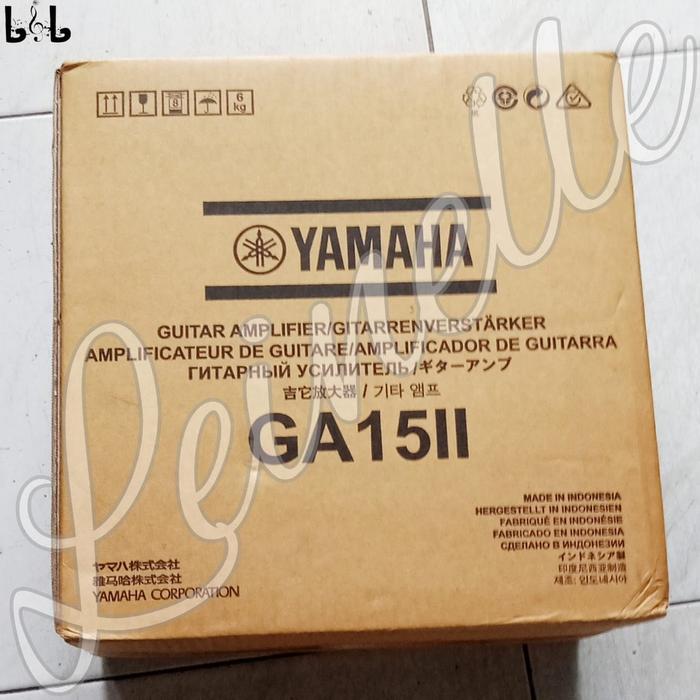 8
6
kg
YAMAHA
GUITAR AMPLIFIER/GITARRENVERSTÄRKER
AMPLIFICATEUR DE GUITARE/AMPLIFICADOR DE GUITARRA
ГИТАРНЫЙ УСИЛИТЕЛЬ/ギターアンプ
吉它放大器 / 기타 앰프
GA15II
MADE IN INDONESIA
HERGESTELLT IN INDONESIEN
FABRIQUÉ EN INDONÉSIE
FABRICADO EN INDONESIA
СДЕЛАНО В ИНДОНЕЗИИ
インドネシア製
印度尼西亚制造
제조: 인도네시아
ヤマハ株式会社
雅马哈株式会社
YAMAHA CORPORATION
Leinelle